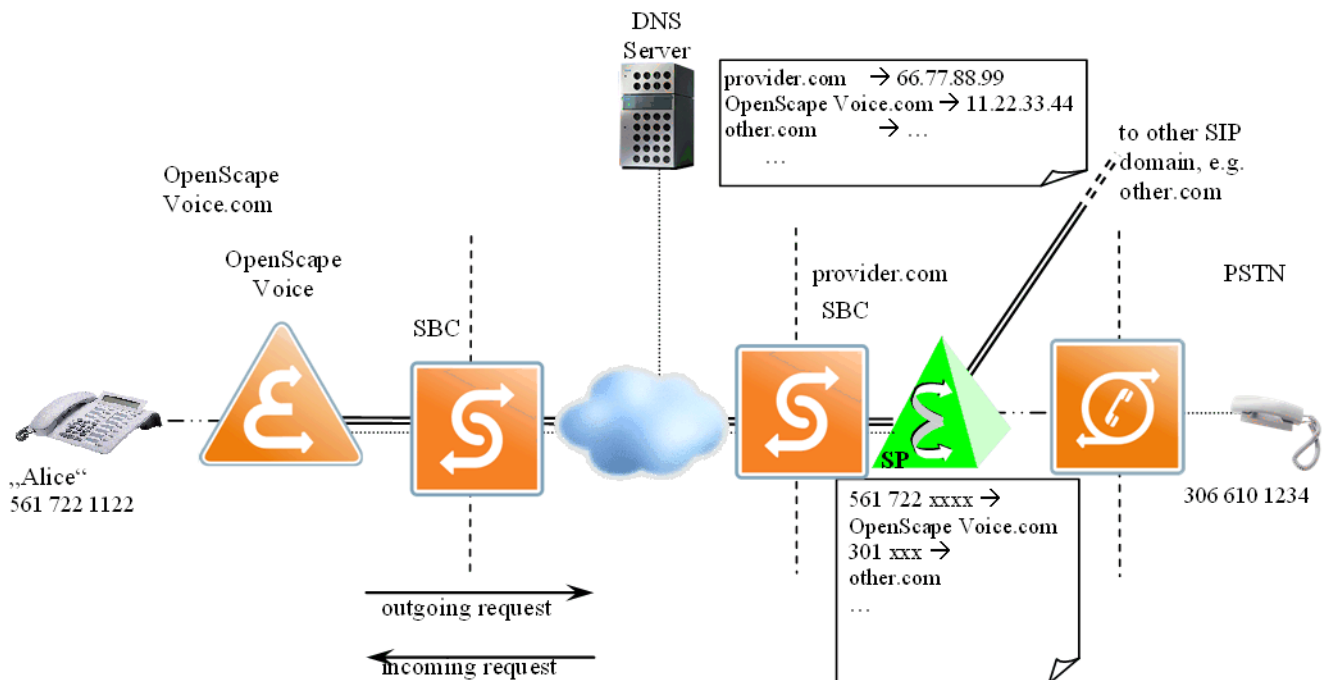 DNS
Server
provider.com → 66.77.88.99
OpenScape Voice.com → 11.22.33.44
other.com → …
…
to other SIP
domain, e.g.
other.com
OpenScape
Voice.com
OpenScape
Voice
SBC
provider.com
SBC
PSTN
„Alice“
561 722 1122
SP
306 610 1234
561 722 xxxx →
OpenScape Voice.com
301 xxx →
other.com
…
outgoing request
incoming request